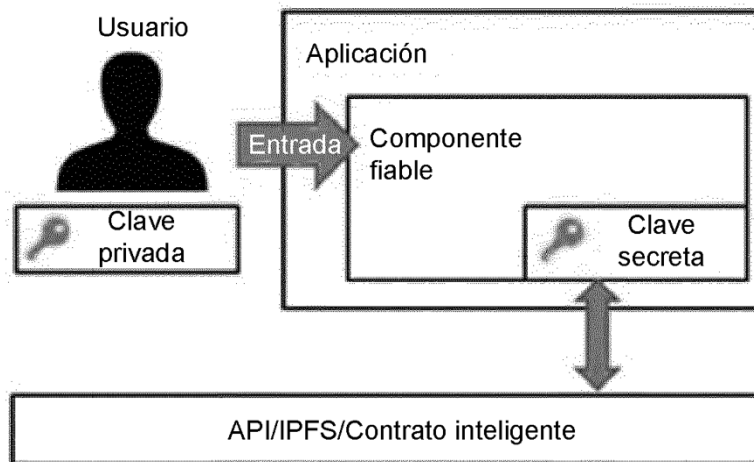 Usuario
Aplicación
Entrada
Componente
fiable
Clave
privada
Clave
secreta
API/IPFS/Contrato inteligente